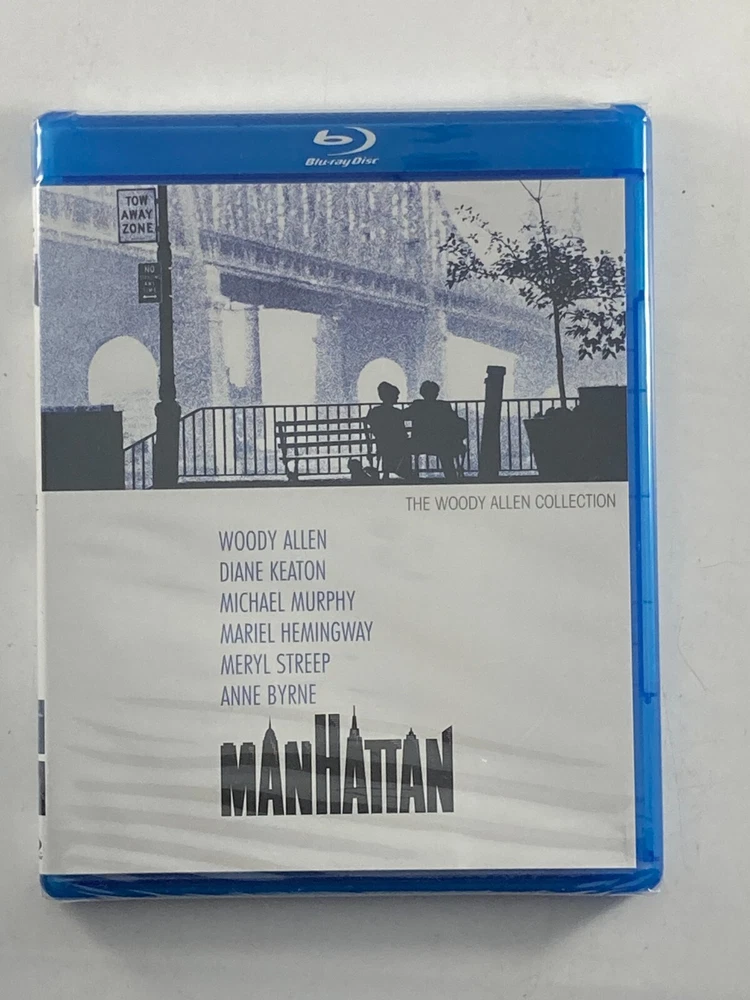 Blu-ray Disc
TOW
AWAY
ZONE
NO
THE WOODY ALLEN COLLECTION
WOODY ALLEN
DIANE KEATON
MICHAEL MURPHY
MARIEL HEMINGWAY
MERYL STREEP
ANNE BYRNE
MANHATTAN